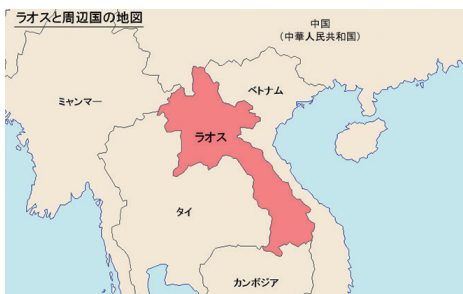 ラオスと周辺国の地図
中国
（中華人民共和国）
ミャンマー
ベトナム
ラオス
タイ
カンボジア